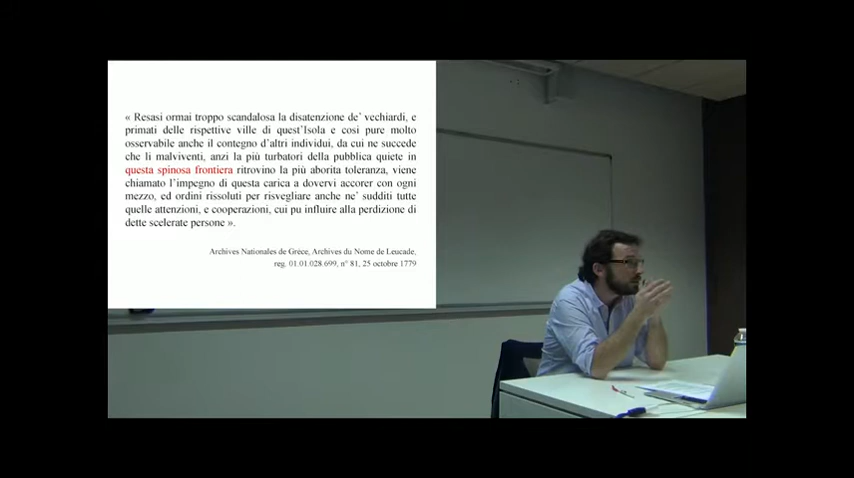 « Resasi ormai troppo scandalosa la disatenzione de' vechiardi, e
primati delle rispettive ville di quest'Isola e così pure molto
osservabile anche il contegno d'altri individui, da cui ne succede
che li malviventi, anzi la più turbatori della pubblica quiete in
questa spinosa frontiera ritrovino la più aborita toleranza, viene
chiamato l'impegno di questa carica a dovervi accorer con ogni
mezzo, ed ordini rissoluti per risvegliare anche ne' sudditi tutte
quelle attenzioni, e cooperazioni, cui pu influire alla perdizione di
dette scelerate persone ».
Archives Nationales de Grèce, Archives du Nome de Leucade,
reg. 01.01.028.699, n° 81, 25 octobre 1779